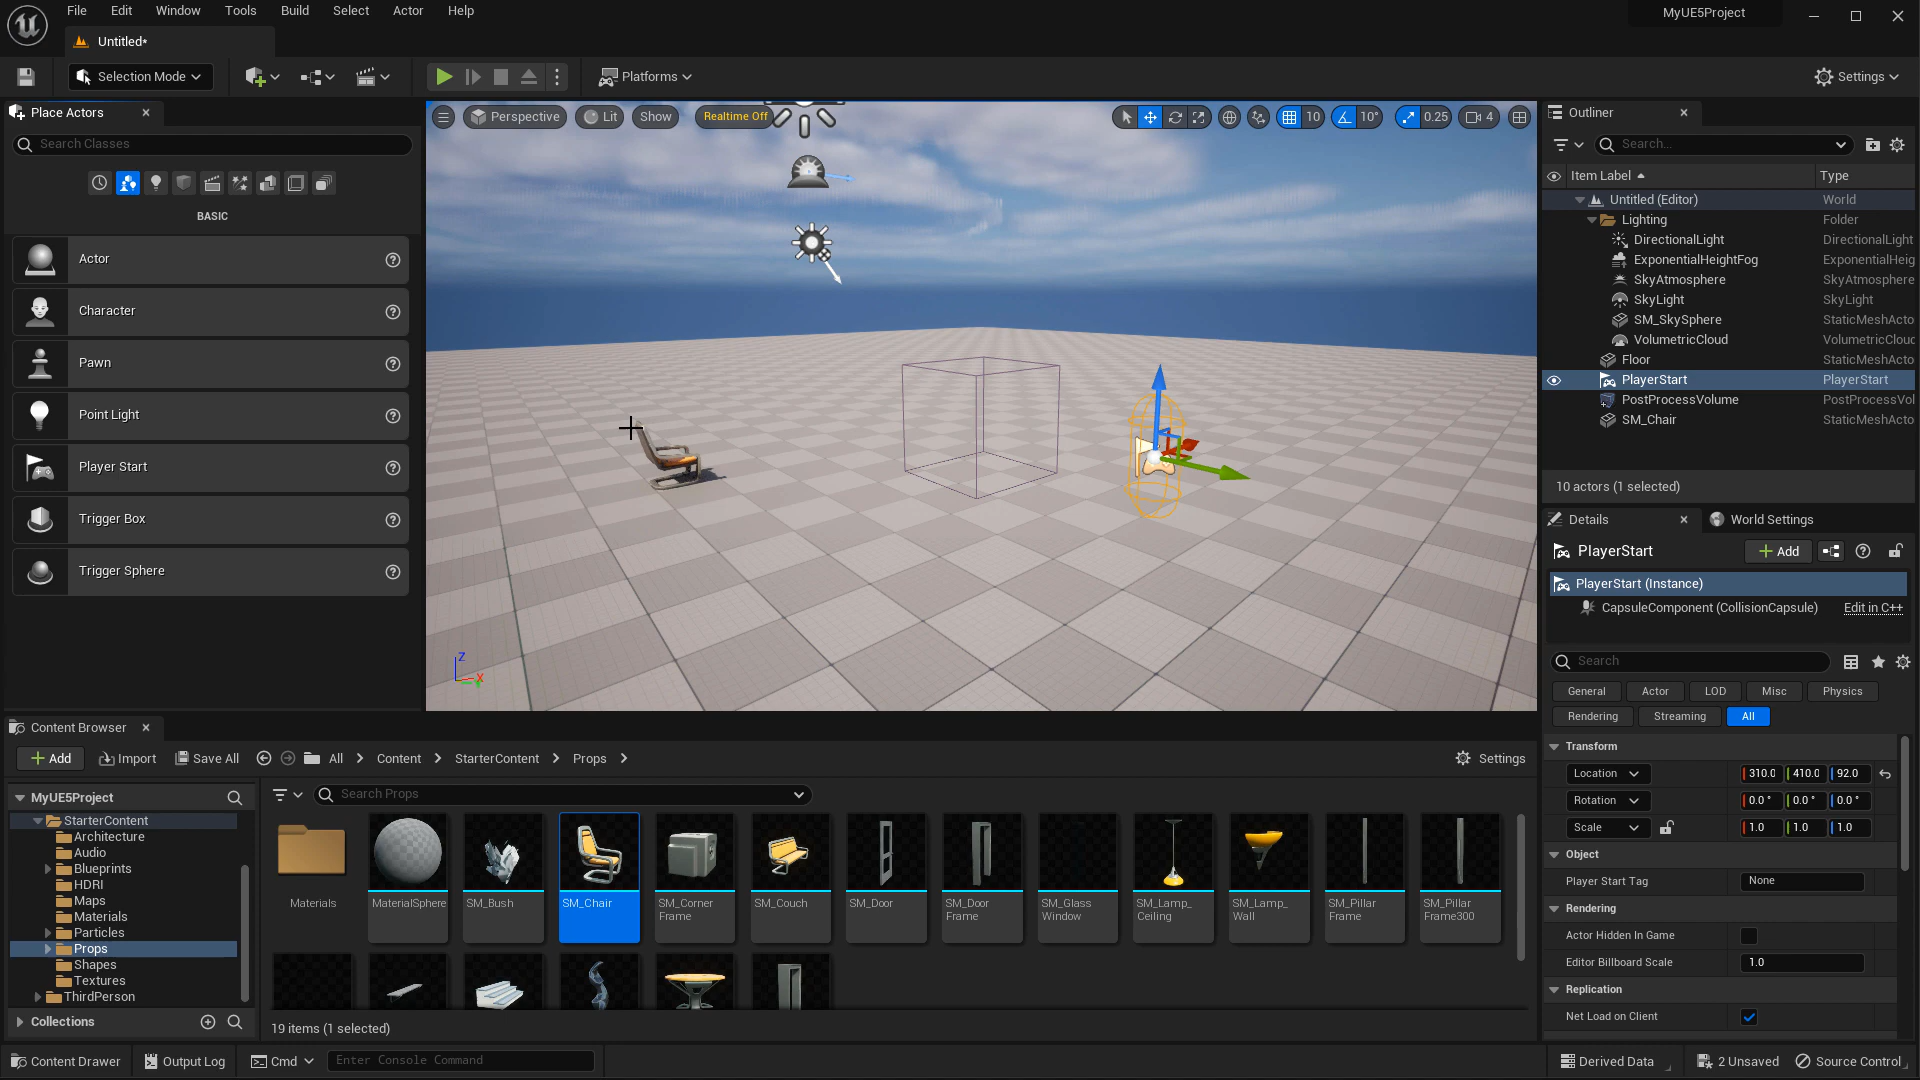 File Edit Window Tools Build Select Actor Help
MyUE5Project
Untitled*
Selection Mode
Platforms
Settings
Place Actors
Search Classes
BASIC
Actor
Character
Pawn
Point Light
Player Start
Trigger Box
Trigger Sphere
Perspective Lit Show Realtime Off 10 10° 0.25 4
Z
X
Outliner
Search...
Item Label Type
Untitled (Editor) World
Lighting Folder
DirectionalLight DirectionalLight
ExponentialHeightFog ExponentialHeig
SkyAtmosphere SkyAtmosphere
SkyLight SkyLight
SM_SkySphere StaticMeshActo
VolumetricCloud VolumetricClouc
Floor StaticMeshActo
PlayerStart PlayerStart
PostProcessVolume PostProcessVol
SM_Chair StaticMeshActo
10 actors (1 selected)
Details World Settings
PlayerStart Add
PlayerStart (Instance)
CapsuleComponent (CollisionCapsule) Edit in C++
Search
General Actor LOD Misc Physics
Rendering Streaming All
Transform
Location 310.0 410.0 92.0
Rotation 0.0 ° 0.0 ° 0.0 °
Scale 1.0 1.0 1.0
Object
Player Start Tag None
Rendering
Actor Hidden In Game
Editor Billboard Scale 1.0
Replication
Net Load on Client
Content Browser
Add Import Save All All Content StarterContent Props Settings
MyUE5Project
StarterContent
Architecture
Audio
Blueprints
HDRI
Maps
Materials
Particles
Props
Shapes
Textures
ThirdPerson
Collections
Search Props
Materials
MaterialSphere
SM_Bush
SM_Chair
SM_Corner
Frame
SM_Couch
SM_Door
SM_Door
Frame
SM_Glass
Window
SM_Lamp_
Ceiling
SM_Lamp_
Wall
SM_Pillar
Frame
SM_Pillar
Frame300
19 items (1 selected)
Content Drawer Output Log Cmd Enter Console Command Derived Data 2 Unsaved Source Control